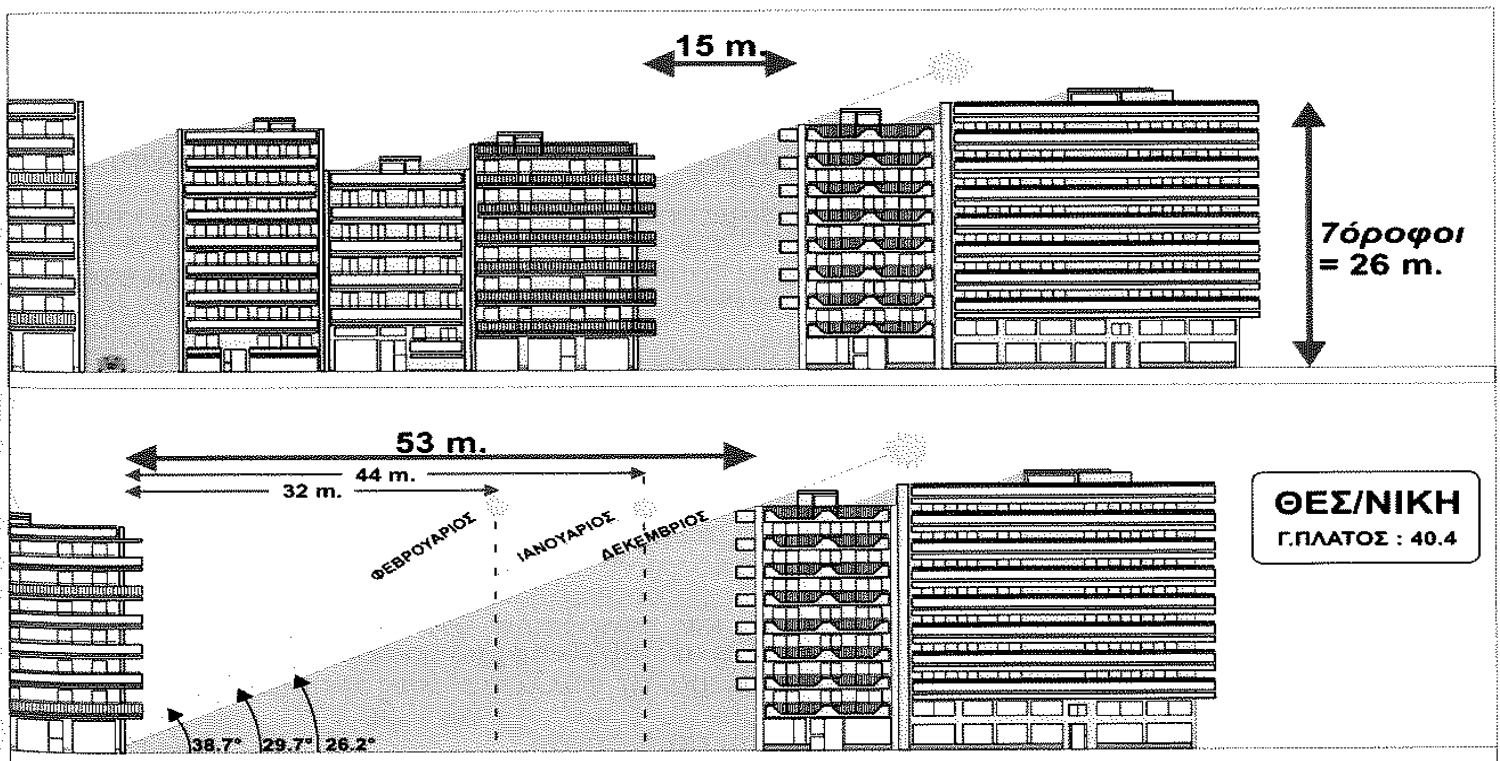 15 m.
7όροφοι
= 26 m.
53 m.
44 m.
32 m.
ΦΕΒΡΟΥΑΡΙΟΣ
ΙΑΝΟΥΑΡΙΟΣ
ΔΕΚΕΜΒΡΙΟΣ
ΘΕΣ/ΝΙΚΗ
Γ.ΠΛΑΤΟΣ : 40.4
38.7° 29.7° 26.2°